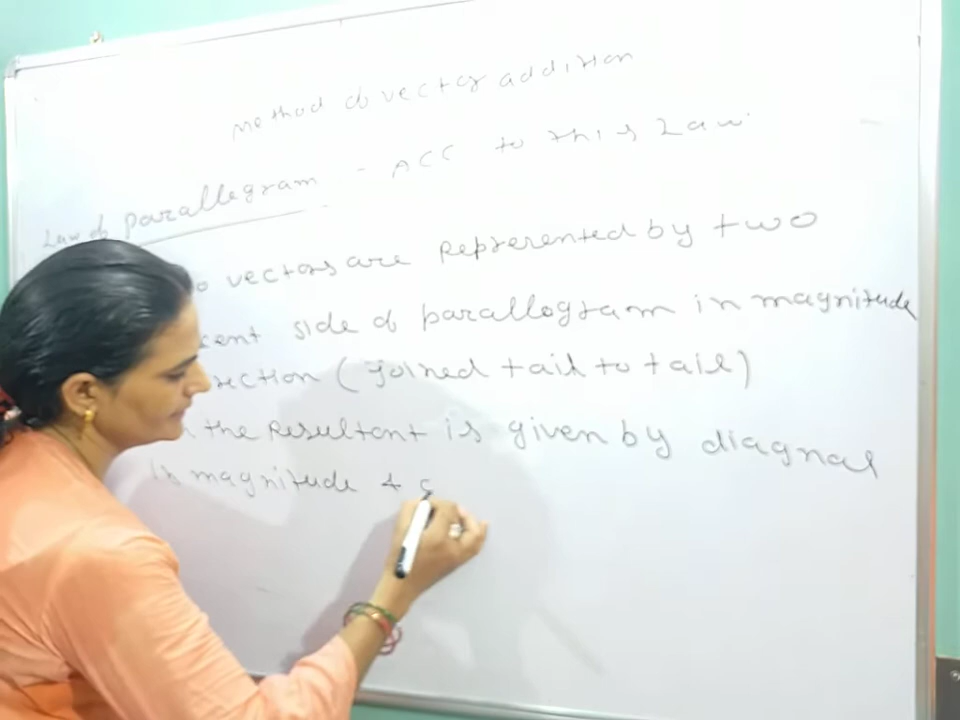 Method of vector addition
Law of parallegram - Acc to this Law
vectors are represented by two
side of parallogram in magnitude
(joined tail to tail)
the resultant is given by diagnal
in magnitude &